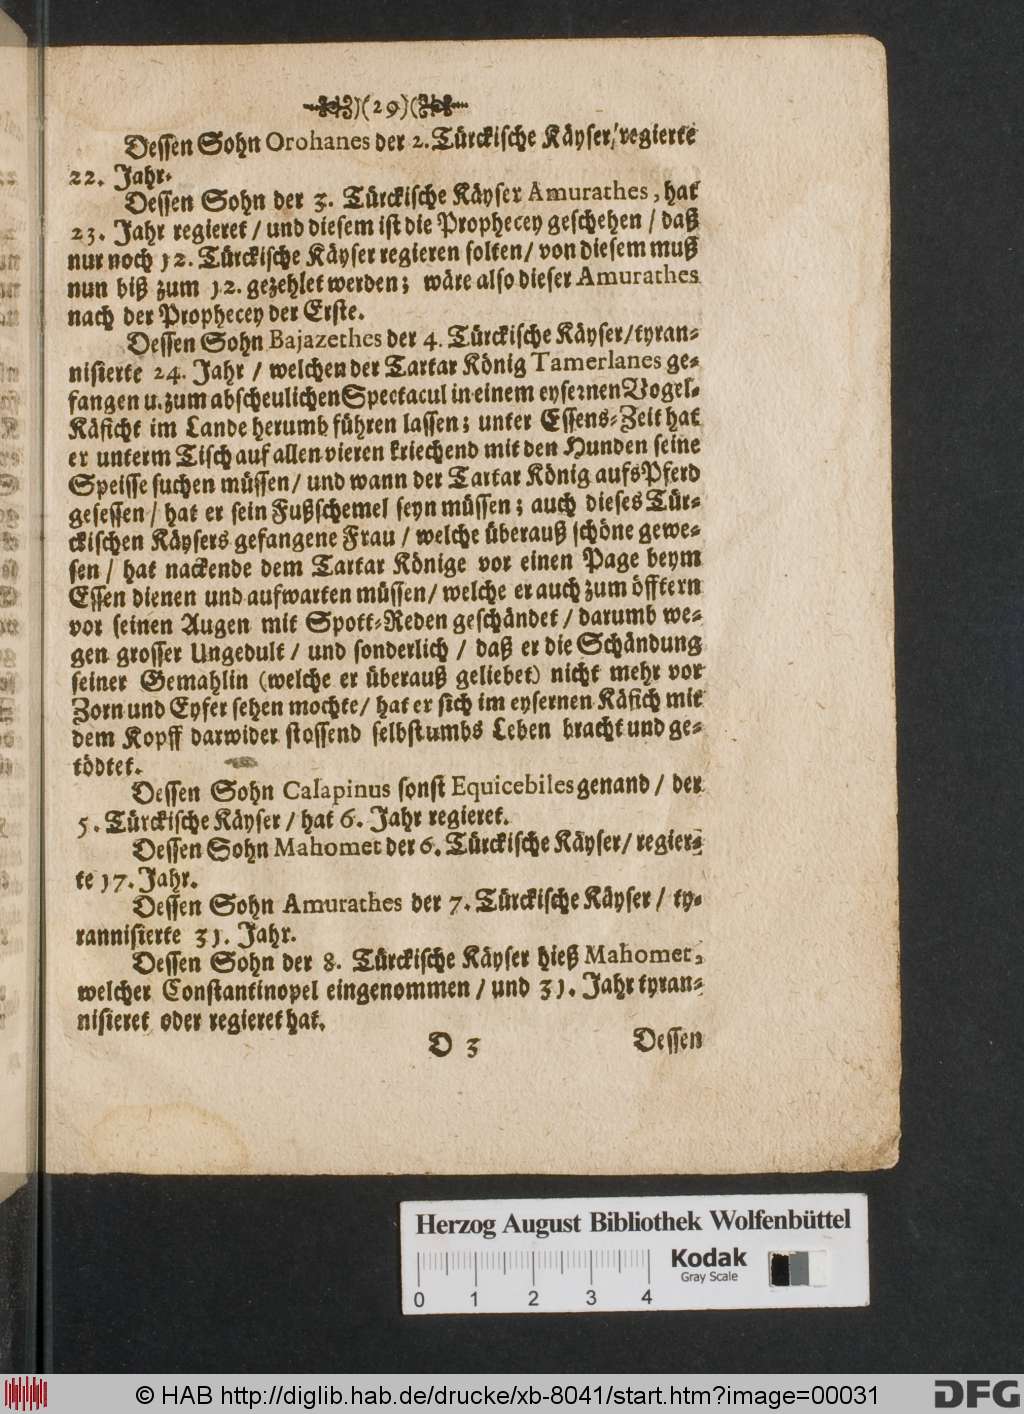 )(29)(
Dessen Sohn Orohanes der 2. Türckische Käyser/ regierte
22. Jahr.
Dessen Sohn der 3. Türckische Käyser Amurathes, hat
23. Jahr regieret / und diesem ist die Prophecey geschehen / daß
nur noch 12. Türckische Käyser regieren solten/ von diesem muß
nun biß zum 12. gezehlet werden; wäre also dieser Amurathes
nach der Prophecey der Erste.
Dessen Sohn Bajazethes der 4. Türckische Käyser/ tyran-
nisierte 24. Jahr / welchen der Tartar König Tamerlanes ge-
fangen u. zum abscheulichen Spectacul in einem eysernen Vogel-
Käficht im Lande herumb führen lassen; unter Essens-Zeit hat
er unterm Tisch auf allen vieren kriechend mit den Hunden seine
Speisse suchen müssen/ und wann der Tartar König aufs Pferd
gesessen / hat er sein Fußschemel seyn müssen; auch dieses Tür-
ckischen Käysers gefangene Frau / welche überauß schöne gewe-
sen / hat nackende dem Tartar Könige vor einen Page beym
Essen dienen und aufwarten müssen/ welche er auch zum öfftern
vor seinen Augen mit Spott-Reden geschändet / darumb we-
gen grosser Ungedult / und sonderlich / daß er die Schändung
seiner Gemahlin (welche er überauß geliebet) nicht mehr vor
Zorn und Eyfer sehen mochte/ hat er sich im eysernen Käfich mit
dem Kopff darwider stossend selbst umbs Leben bracht und ge-
tödtet.
Dessen Sohn Calapinus sonst Equicebiles genand / der
5. Türckische Käyser / hat 6. Jahr regieret.
Dessen Sohn Mahomet der 6. Türckische Käyser/ regier-
te 17. Jahr.
Dessen Sohn Amurathes der 7. Türckische Käyser / ty-
rannisierte 31. Jahr.
Dessen Sohn der 8. Türckische Käyser hieß Mahomet,
welcher Constantinopel eingenommen / und 31. Jahr tyran-
nisieret oder regieret hat.
D 3 Dessen
Herzog August Bibliothek Wolfenbüttel
Kodak
Gray Scale
0 1 2 3 4
© HAB http://diglib.hab.de/drucke/xb-8041/start.htm?image=00031
DFG